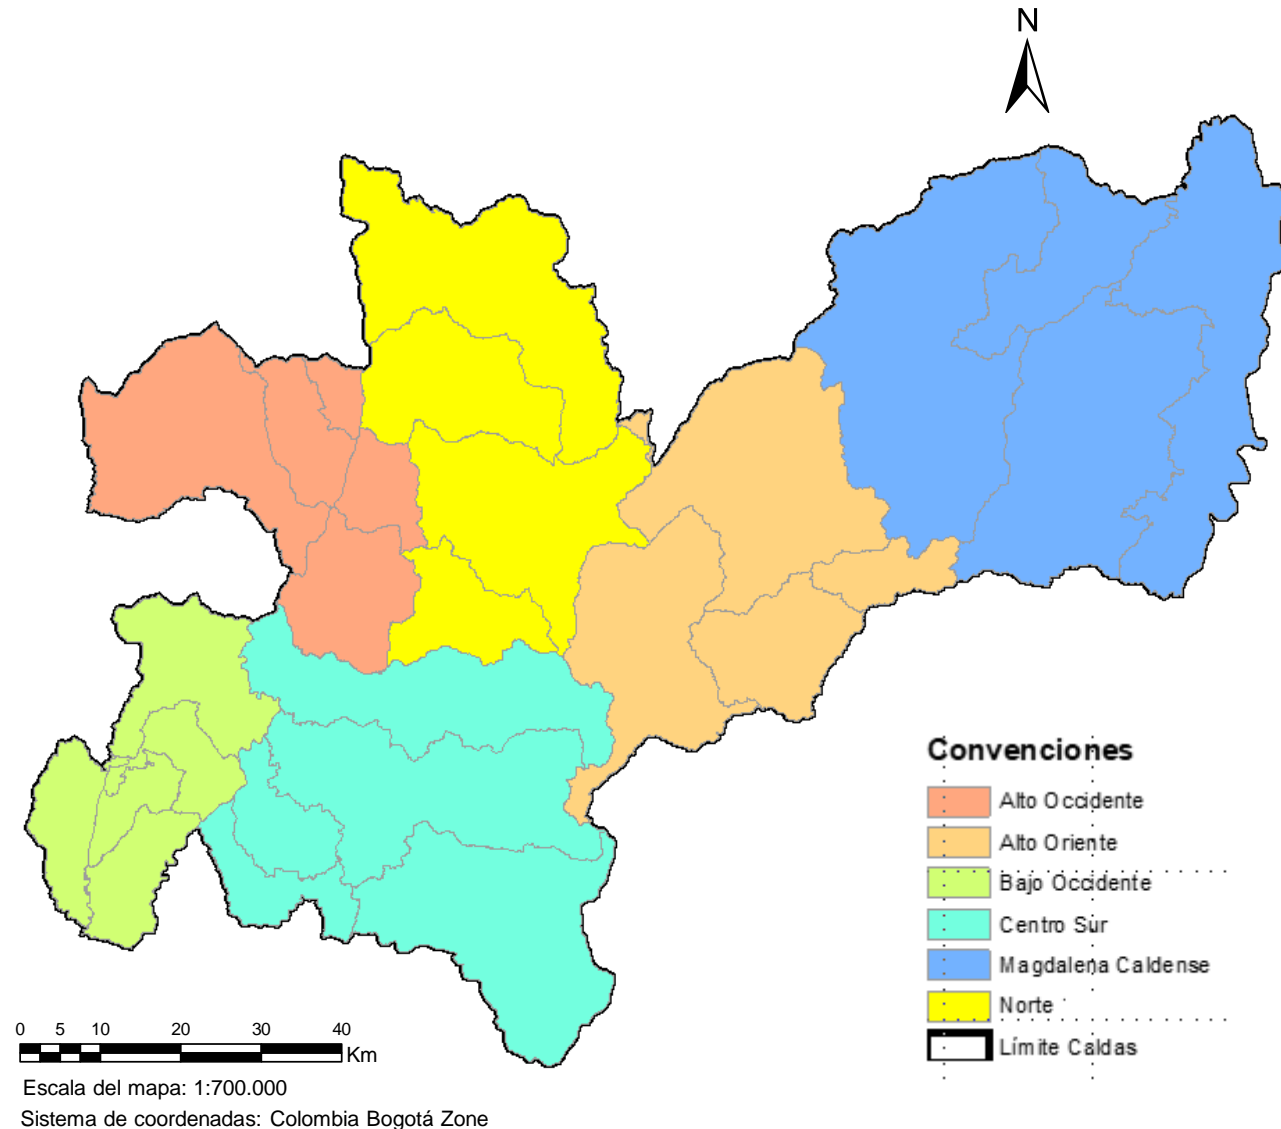 N
Convenciones
Alto Occidente
Alto Oriente
Bajo Occidente
Centro Sur
Magdalena Caldense
Norte
Límite Caldas
0 5 10 20 30 40
Km
Escala del mapa: 1:700.000
Sistema de coordenadas: Colombia Bogotá Zone